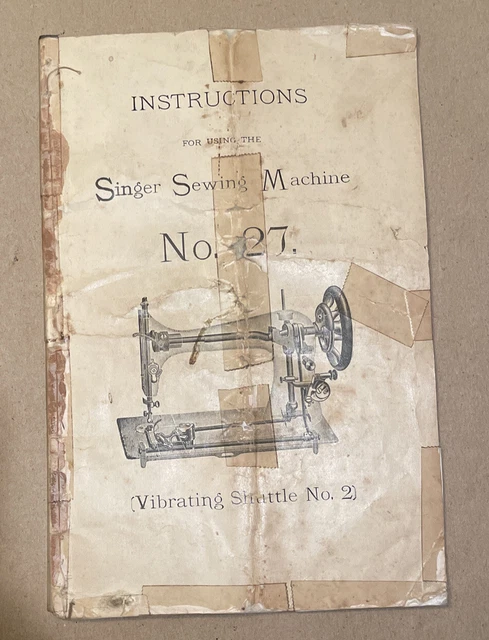 INSTRUCTIONS
FOR USING THE
Singer Sewing Machine
No. 27.
(Vibrating Shuttle No. 2)